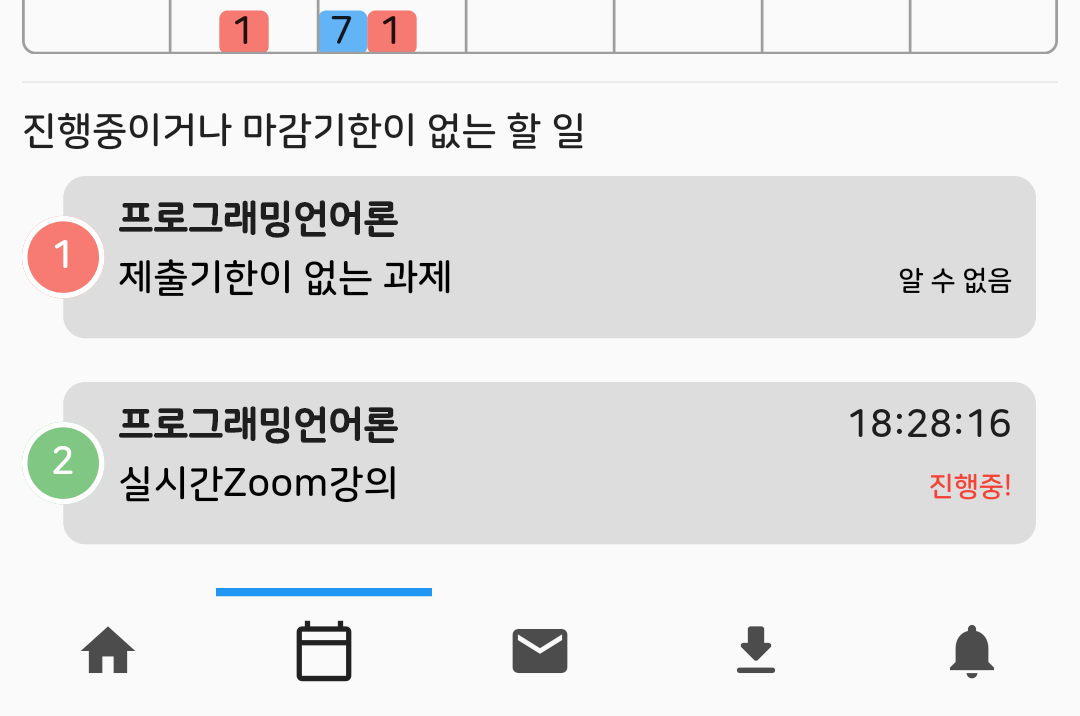 1 7 1
진행중이거나 마감기한이 없는 할 일
프로그래밍언어론
1
제출기한이 없는 과제
알 수 없음
프로그래밍언어론
18:28:16
2
실시간Zoom강의
진행중!